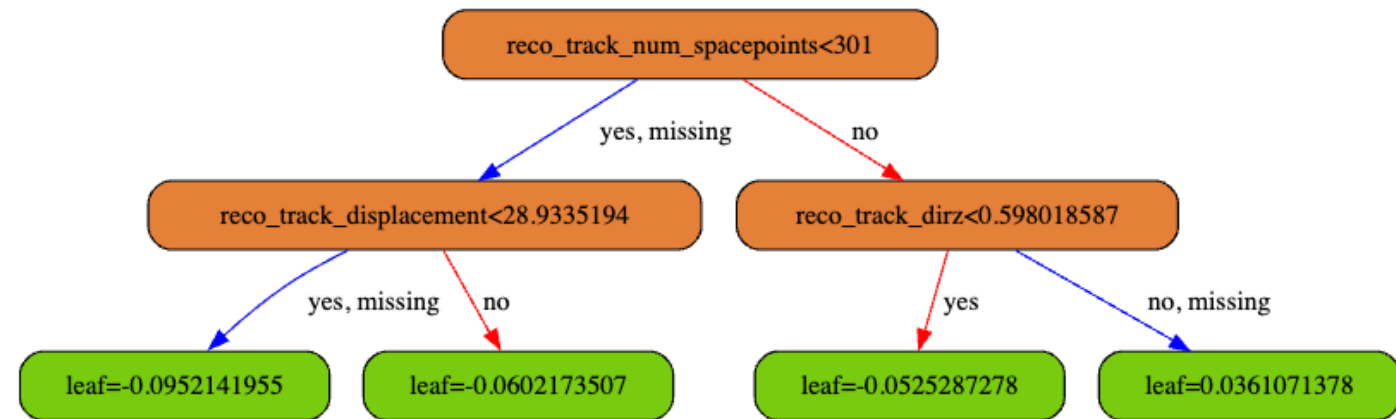 reco_track_num_spacepoints<301
yes, missing
no
reco_track_displacement<28.9335194
reco_track_dirz<0.598018587
yes, missing
no
yes
no, missing
leaf=-0.0952141955
leaf=-0.0602173507
leaf=-0.0525287278
leaf=0.0361071378